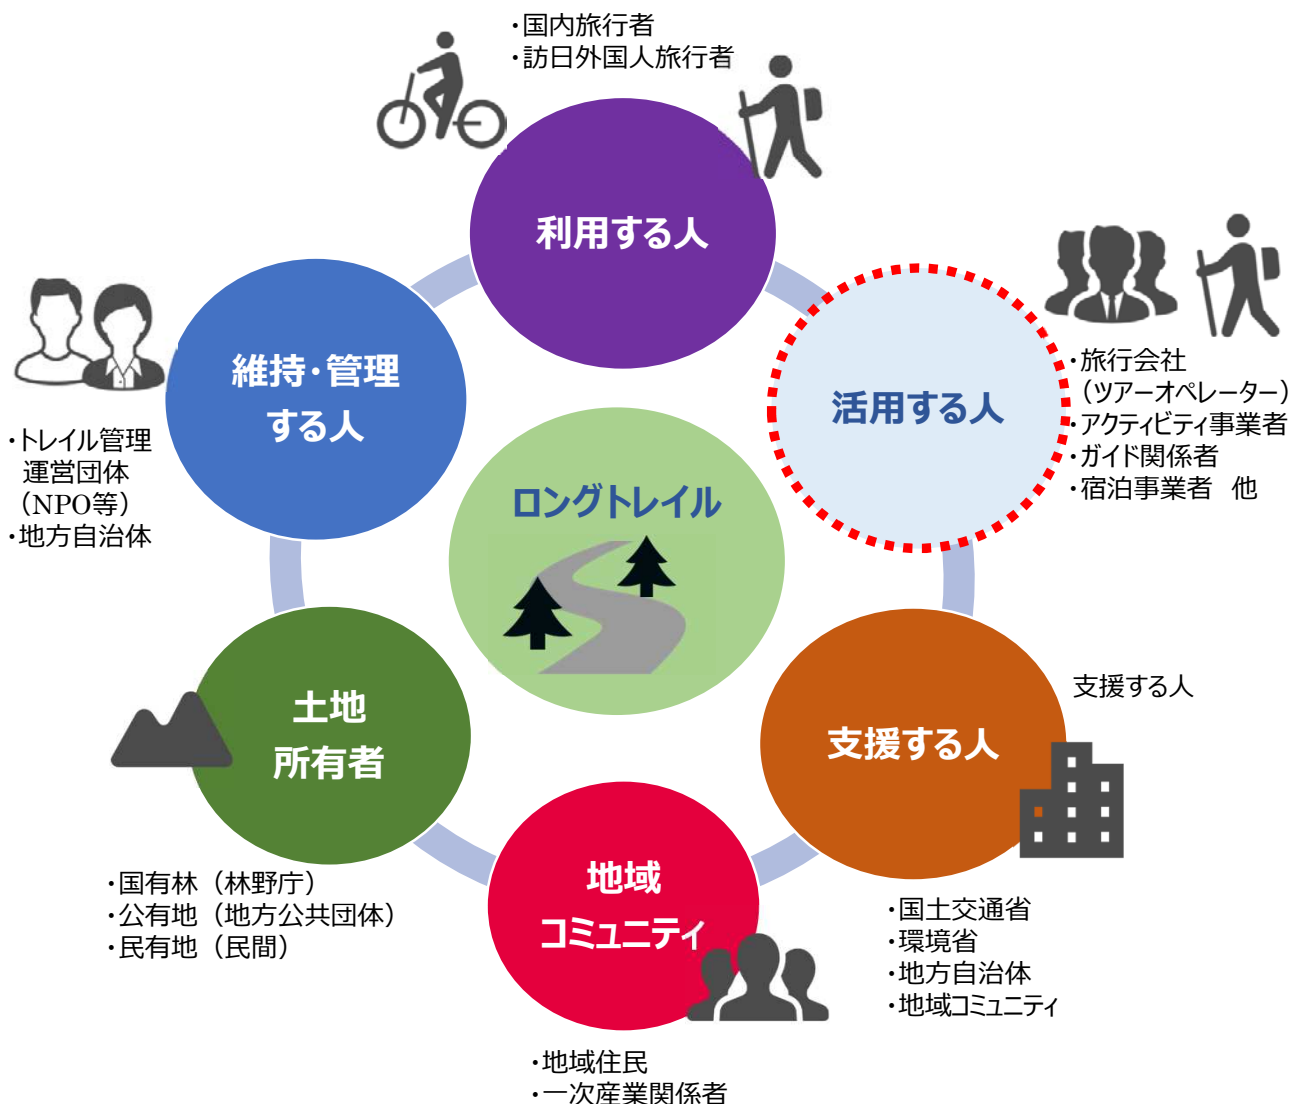 ・国内旅行者
・訪日外国人旅行者
利用する人
維持・管理
する人
・トレイル管理
運営団体
（NPO等）
・地方自治体
活用する人
・旅行会社
（ツアーオペレーター）
・アクティビティ事業者
・ガイド関係者
・宿泊事業者　他
ロングトレイル
土地
所有者
・国有林（林野庁）
・公有地（地方公共団体）
・民有地（民間）
支援する人
支援する人
・国土交通省
・環境省
・地方自治体
・地域コミュニティ
地域
コミュニティ
・地域住民
・一次産業関係者